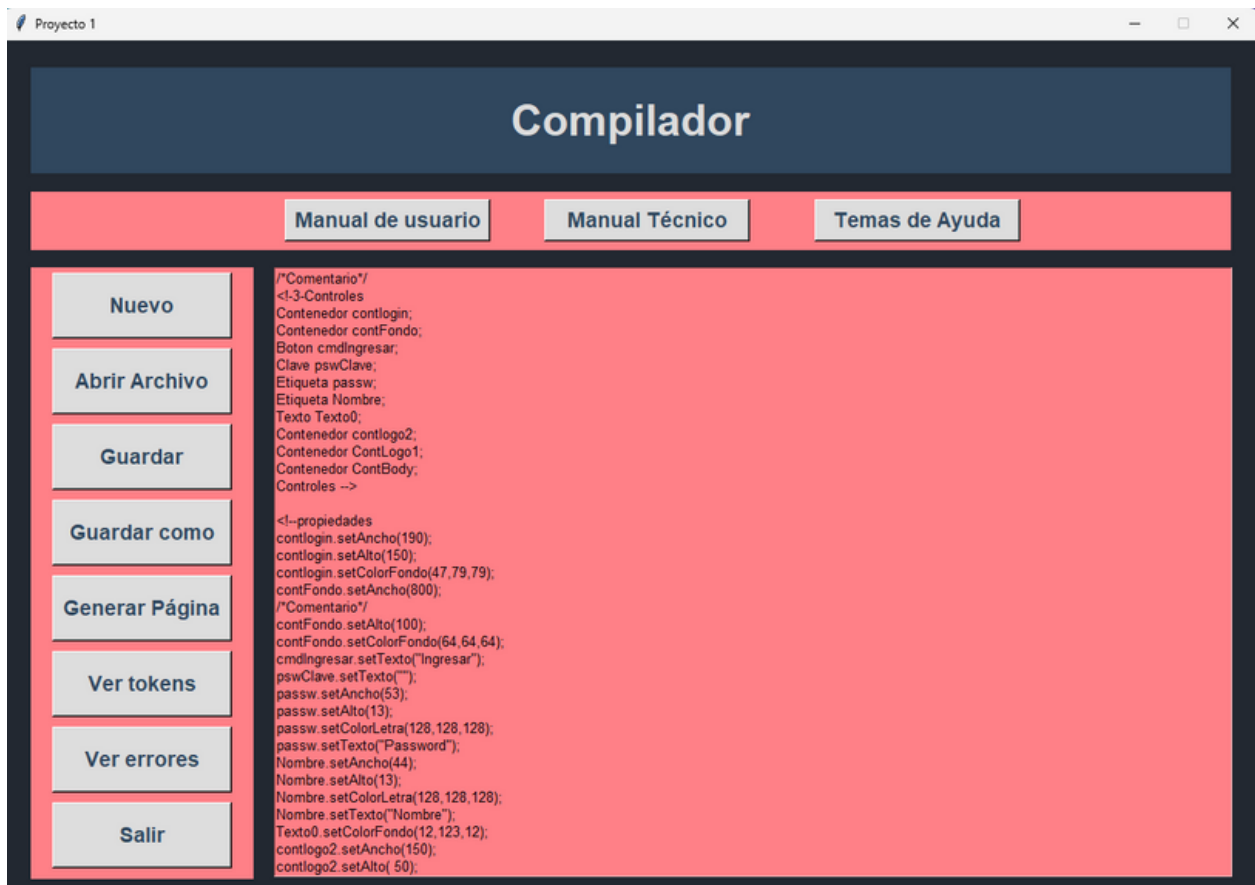 Proyecto 1
Compilador
Manual de usuario
Manual Técnico
Temas de Ayuda
Nuevo
Abrir Archivo
Guardar
Guardar como
Generar Página
Ver tokens
Ver errores
Salir
/*Comentario*/
<!-3-Controles
Contenedor contlogin;
Contenedor contFondo;
Boton cmdIngresar;
Clave pswClave;
Etiqueta passw;
Etiqueta Nombre;
Texto Texto0;
Contenedor contlogo2;
Contenedor ContLogo1;
Contenedor ContBody;
Controles -->
<!--propiedades
contlogin.setAncho(190);
contlogin.setAlto(150);
contlogin.setColorFondo(47,79,79);
contFondo.setAncho(800);
/*Comentario*/
contFondo.setAlto(100);
contFondo.setColorFondo(64,64,64);
cmdIngresar.setTexto("Ingresar");
pswClave.setTexto("");
passw.setAncho(53);
passw.setAlto(13);
passw.setColorLetra(128,128,128);
passw.setTexto("Password");
Nombre.setAncho(44);
Nombre.setAlto(13);
Nombre.setColorLetra(128,128,128);
Nombre.setTexto("Nombre");
Texto0.setColorFondo(12,123,12);
contlogo2.setAncho(150);
contlogo2.setAlto( 50);